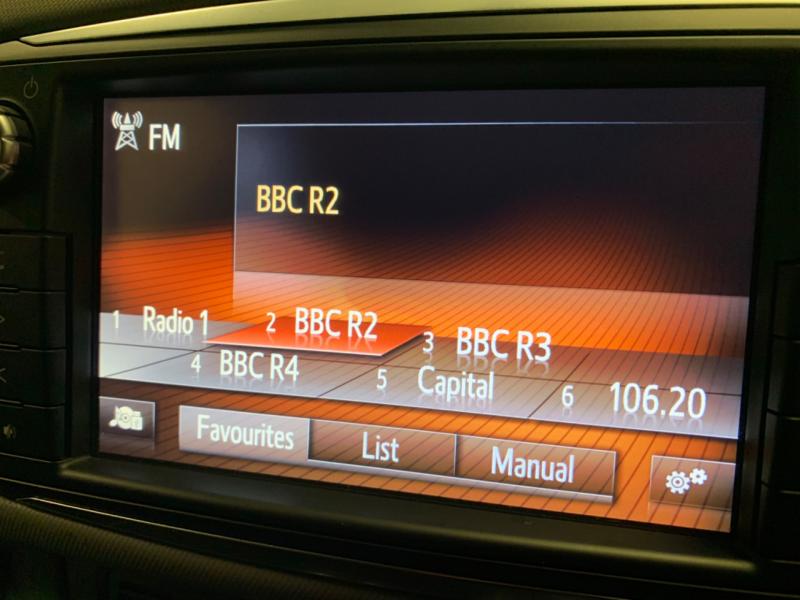 FM
BBC R2
1 Radio 1 2 BBC R2 3 BBC R3
4 BBC R4 5 Capital 6 106.20
Favourites List Manual